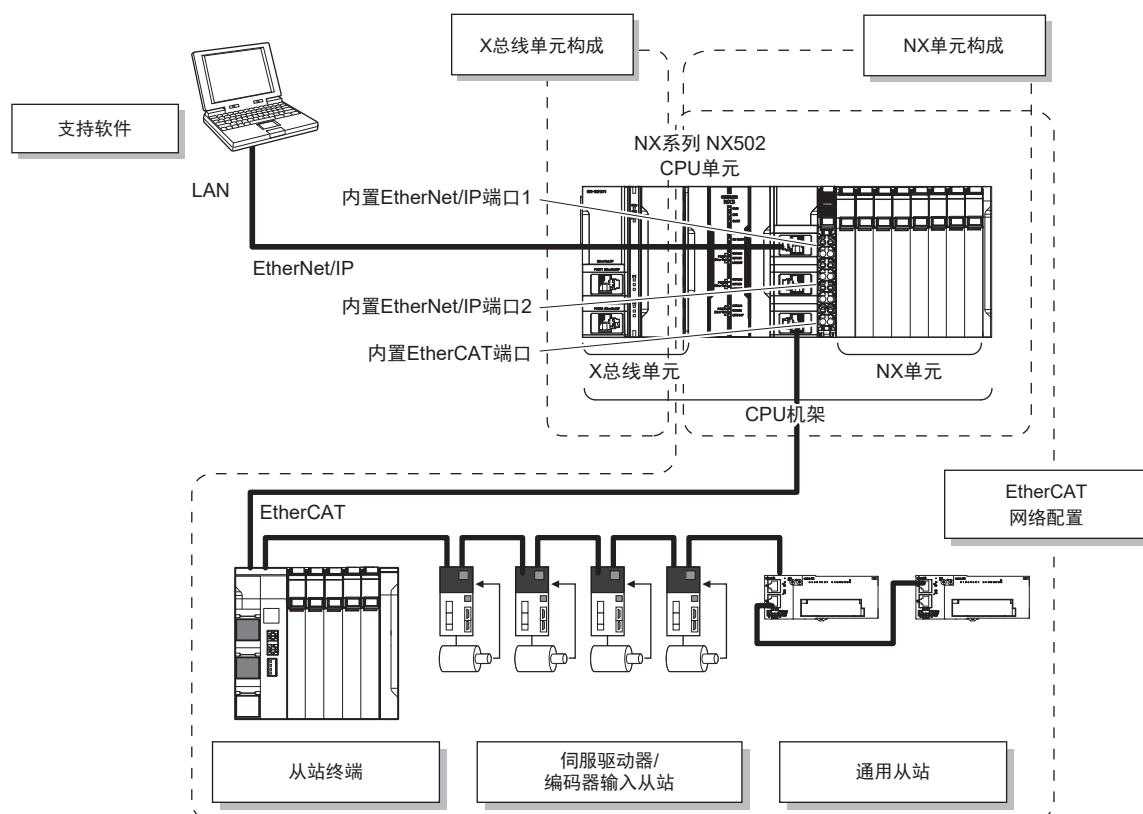 X总线单元构成
NX单元构成
支持软件
NX系列 NX502
CPU单元
LAN
内置EtherNet/IP端口1
EtherNet/IP
内置EtherNet/IP端口2
内置EtherCAT端口
X总线单元
NX单元
CPU机架
EtherCAT
网络配置
EtherCAT
从站终端
伺服驱动器/
编码器输入从站
通用从站